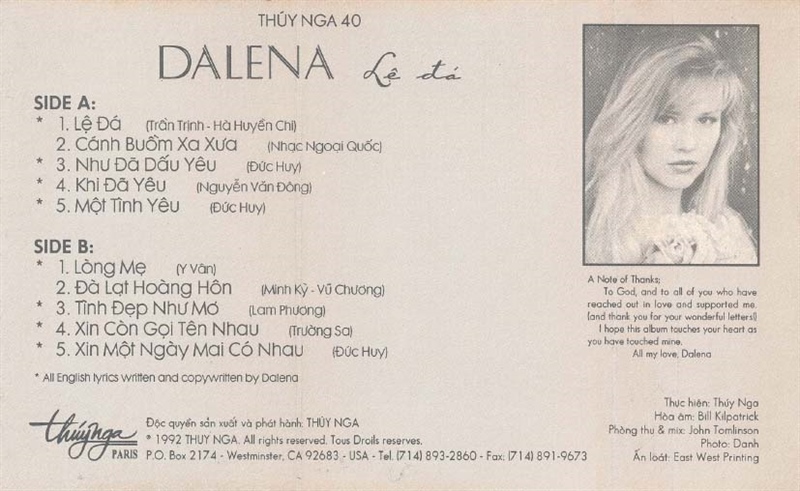 THÚY NGA 40
DALENA Lệ đá
SIDE A:
* 1. Lệ Đá (Trần Trịnh - Hà Huyền Chi)
2. Cánh Buồm Xa Xưa (Nhạc Ngoại Quốc)
* 3. Như Đã Dấu Yêu (Đức Huy)
* 4. Khi Đã Yêu (Nguyễn Văn Đông)
* 5. Một Tình Yêu (Đức Huy)
SIDE B:
* 1. Lòng Mẹ (Y Vân)
2. Đà Lạt Hoàng Hôn (Minh Kỳ - Vũ Chương)
* 3. Tình Đẹp Như Mơ (Lam Phương)
* 4. Xin Còn Gọi Tên Nhau (Trường Sa)
* 5. Xin Một Ngày Mai Có Nhau (Đức Huy)
* All English lyrics written and copywritten by Dalena
A Note of Thanks;
To God, and to all of you who have
reached out in love and supported me.
(and thank you for your wonderful letters!)
I hope this album touches your heart as
you have touched mine.
All my love, Dalena
Thực hiện: Thúy Nga
Hòa âm: Bill Kilpatrick
Phòng thu & mix: John Tomlinson
Photo: Danh
Ấn loát: East West Printing
thúy nga
PARIS
Độc quyền sản xuất và phát hành: THÚY NGA
* 1992 THUY NGA. All rights reserved. Tous Droils reserves.
P.O. Box 2174 - Westminster, CA 92683 - USA - Tel. (714) 893-2860 - Fax: (714) 891-9673